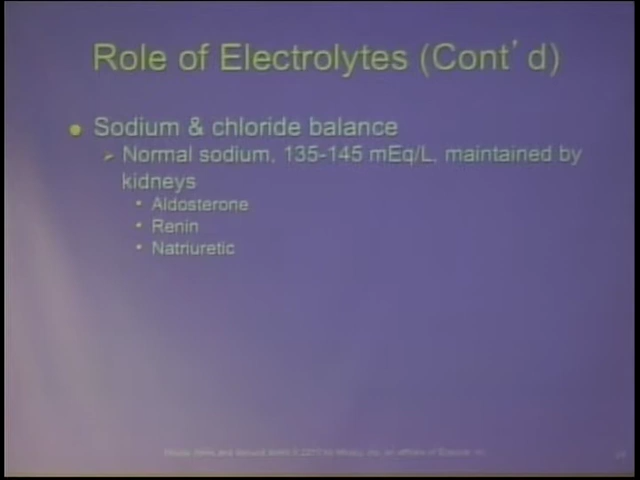 Role of Electrolytes (Cont'd)
• Sodium & chloride balance
➢ Normal sodium, 135-145 mEq/L, maintained by
kidneys
• Aldosterone
• Renin
• Natriuretic